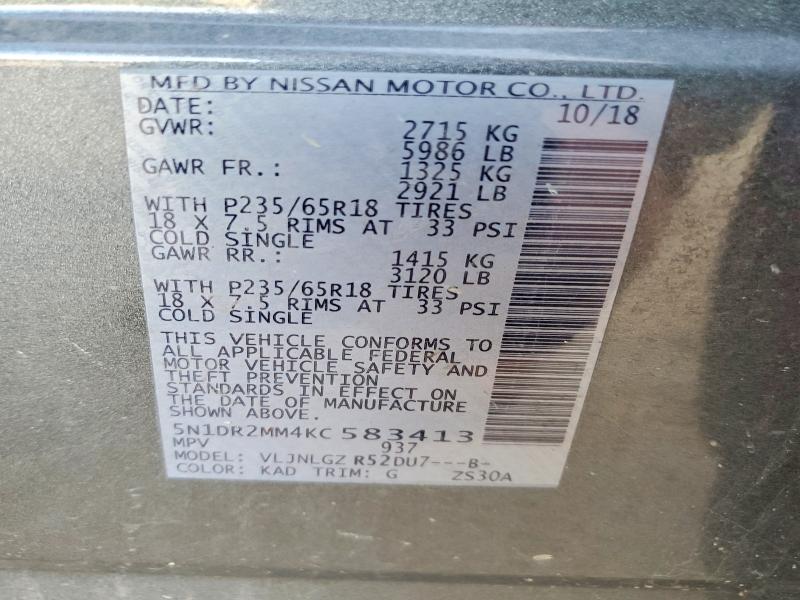 MFD BY NISSAN MOTOR CO., LTD.
DATE: 10/18
GVWR: 2715 KG
5986 LB
GAWR FR.: 1325 KG
2921 LB
WITH P235/65R18 TIRES
18 X 7.5 RIMS AT 33 PSI
COLD SINGLE
GAWR RR.: 1415 KG
3120 LB
WITH P235/65R18 TIRES
18 X 7.5 RIMS AT 33 PSI
COLD SINGLE
THIS VEHICLE CONFORMS TO
ALL APPLICABLE FEDERAL
MOTOR VEHICLE SAFETY AND
THEFT PREVENTION
STANDARDS IN EFFECT ON
THE DATE OF MANUFACTURE
SHOWN ABOVE.
5N1DR2MM4KC 583413
MPV 937
MODEL: VLJNLGZ R52DU7---B-
COLOR: KAD TRIM: G ZS30A